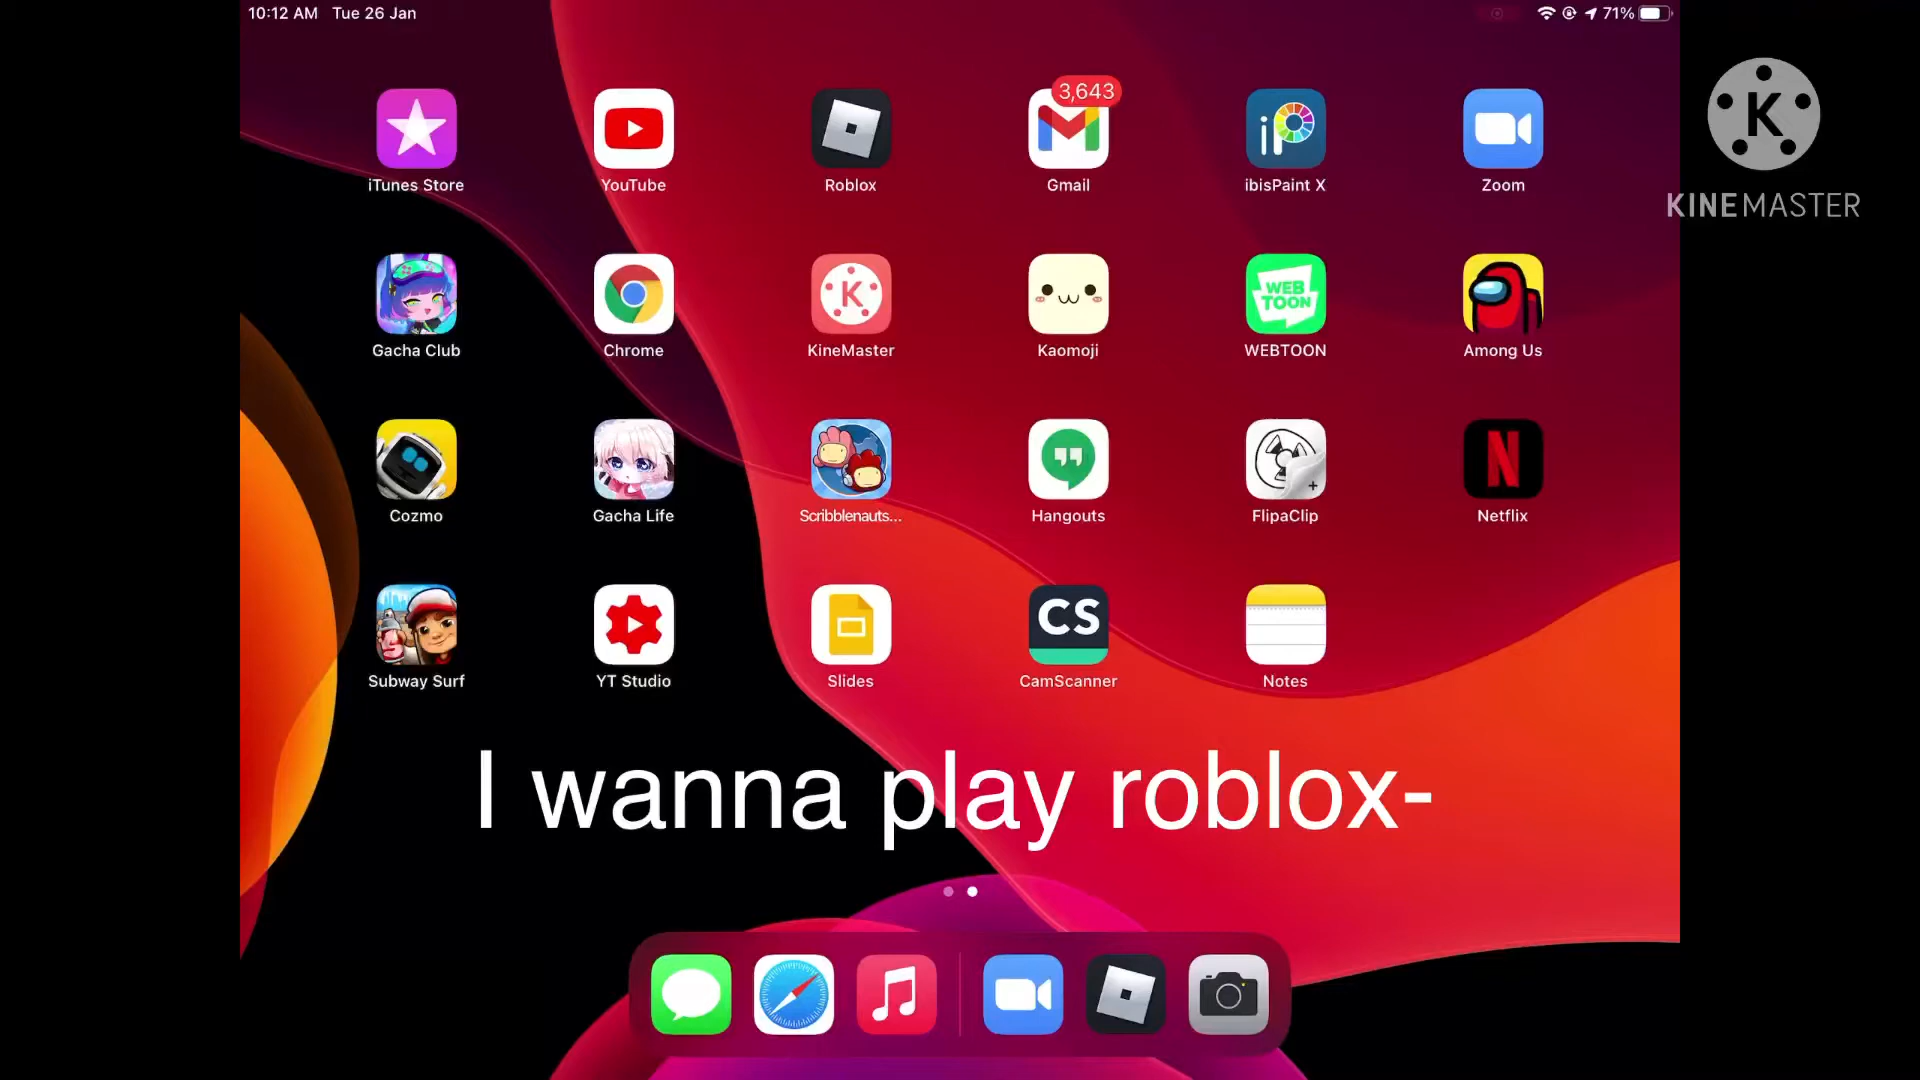 10:12 AM Tue 26 Jan
71%
3,643
iTunes Store YouTube Roblox Gmail ibisPaint X Zoom
iP
KINEMASTER
K
WEB
TOON
K
Gacha Club Chrome KineMaster Kaomoji WEBTOON Among Us
N
Cozmo Gacha Life Scribblenauts... Hangouts FlipaClip Netflix
CS
Subway Surf YT Studio Slides CamScanner Notes
I wanna play roblox-